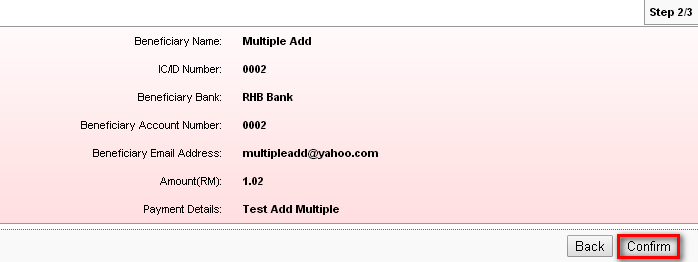 Step 2/3
Beneficiary Name: Multiple Add
IC/ID Number: 0002
Beneficiary Bank: RHB Bank
Beneficiary Account Number: 0002
Beneficiary Email Address: multipleadd@yahoo.com
Amount(RM): 1.02
Payment Details: Test Add Multiple
Back Confirm